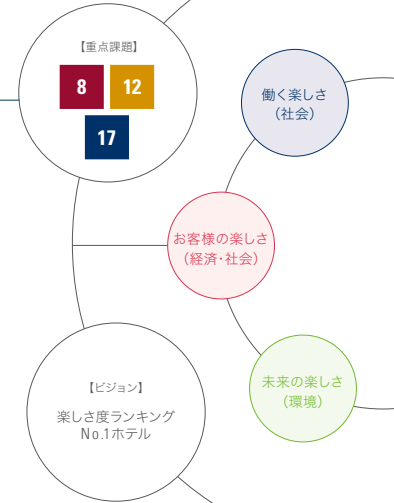 【重点課題】
8 12
17
働く楽しさ
（社会）
お客様の楽しさ
（経済・社会）
【ビジョン】
楽しさ度ランキング
No.1ホテル
未来の楽しさ
（環境）